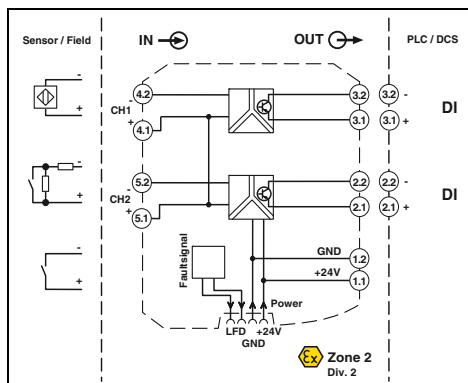 Sensor / Field
IN
OUT
PLC / DCS
-
+
4.2
-
CH1
+
4.1
3.2
3.1
3.2 -
3.1 +
DI
-
+
5.2
-
CH2
+
5.1
2.2
2.1
2.2 -
2.1 +
DI
-
+
Faultsignal
GND
1.2
+24V
1.1
Power
LFD
+24V
GND
Ex Zone 2
Div. 2